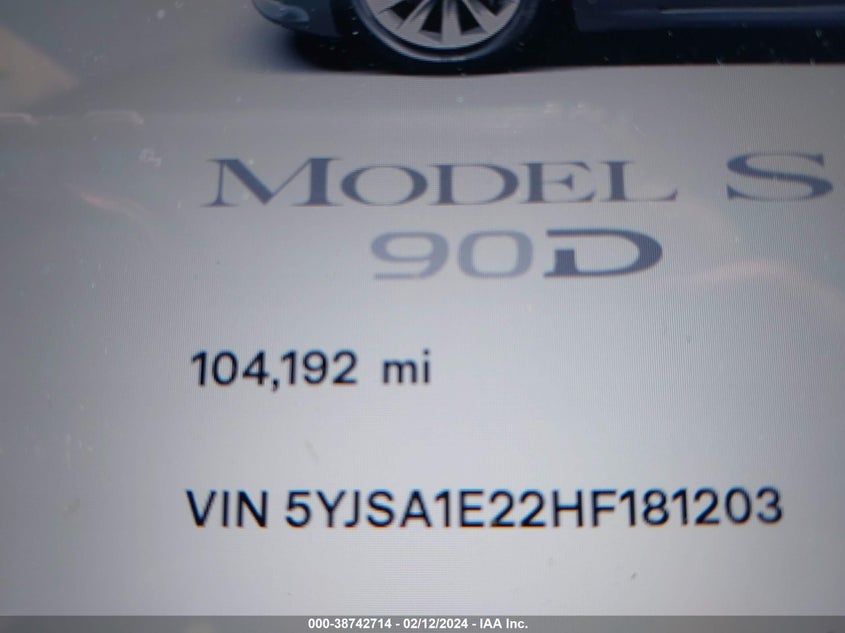 MODEL S
90D
104,192 mi
VIN 5YJSA1E22HF181203
000-38742714 - 02/12/2024 - IAA Inc.